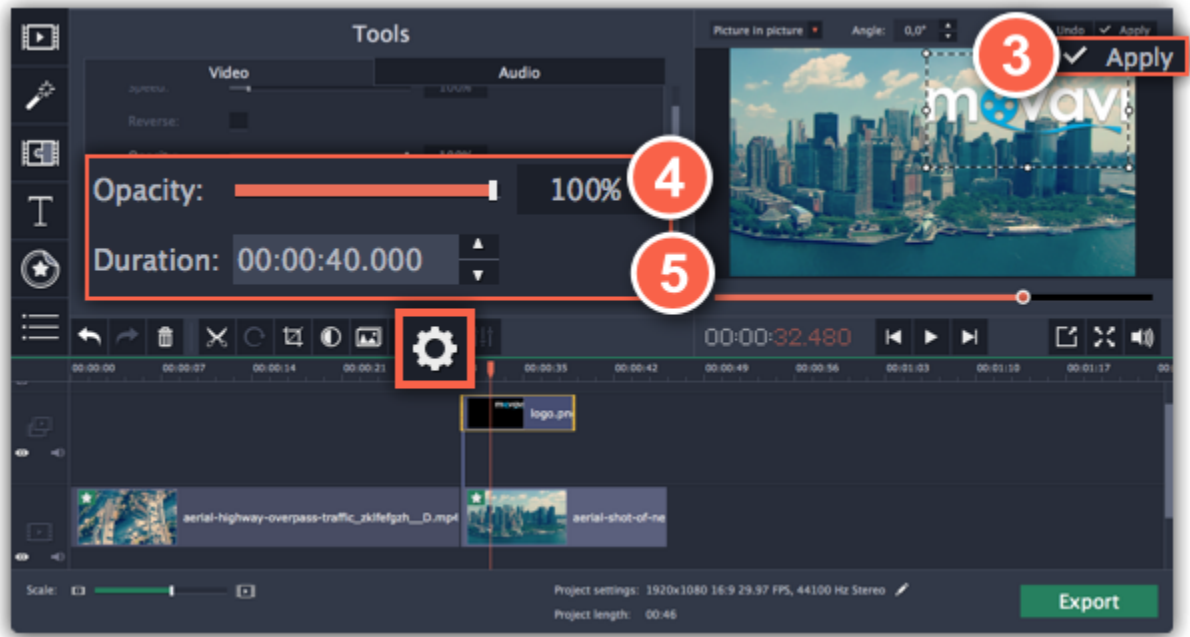 Tools
Picture in picture
Angle: 0,0°
Undo
Apply
3
Apply
Video
Audio
Speed: 100%
Reverse:
movavi
Opacity: 100%
4
Duration: 00:00:40.000
5
00:00:32.480
00:00:00 00:00:07 00:00:14 00:00:21 00:00:35 00:00:42 00:00:49 00:00:56 00:01:03 00:01:10 00:01:17
movavi
logo.png
aerial-highway-overpass-traffic_zklfefgzh__D.mp4
aerial-shot-of-ne
Scale:
Project settings: 1920x1080 16:9 29.97 FPS, 44100 Hz Stereo
Project length: 00:46
Export